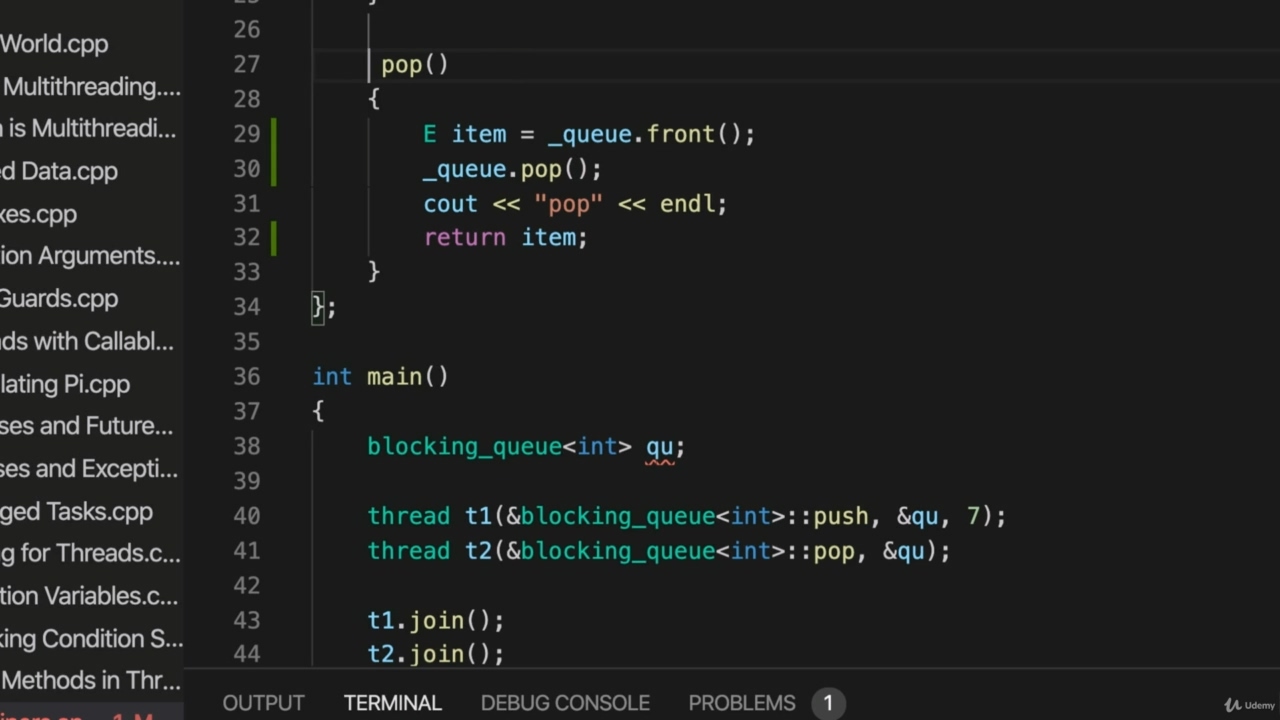 World.cpp
Multithreading....
is Multithreadi...
d Data.cpp
xes.cpp
ion Arguments....
Guards.cpp
ds with Callabl...
lating Pi.cpp
ses and Future...
ses and Excepti...
ged Tasks.cpp
g for Threads.c...
tion Variables.c...
king Condition S...
Methods in Thr...
26
27 pop()
28 {
29 E item = _queue.front();
30 _queue.pop();
31 cout << "pop" << endl;
32 return item;
33 }
34 };
35
36 int main()
37 {
38 blocking_queue<int> qu;
39
40 thread t1(&blocking_queue<int>::push, &qu, 7);
41 thread t2(&blocking_queue<int>::pop, &qu);
42
43 t1.join();
44 t2.join();
OUTPUT TERMINAL DEBUG CONSOLE PROBLEMS 1
Udemy